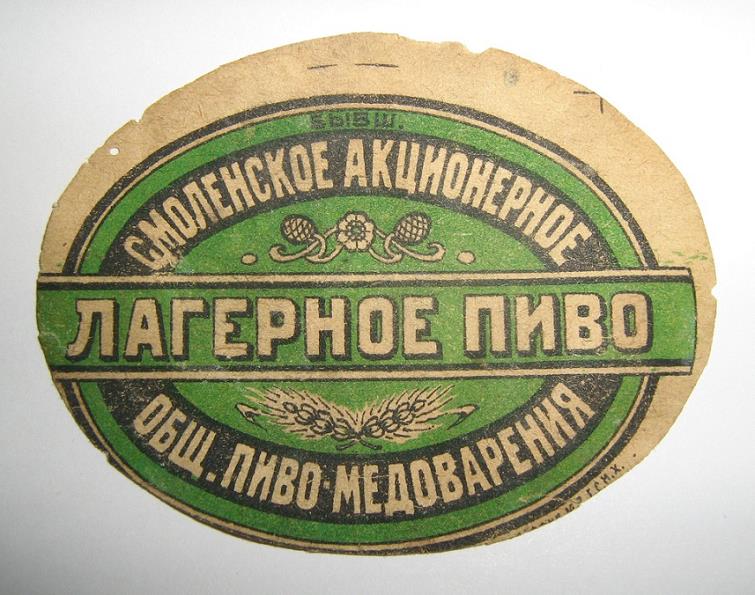 БЫВШ.
СМОЛЕНСКОЕ АКЦИОНЕРНОЕ
ЛАГЕРНОЕ ПИВО
ОБЩ. ПИВО-МЕДОВАРЕНИЯ